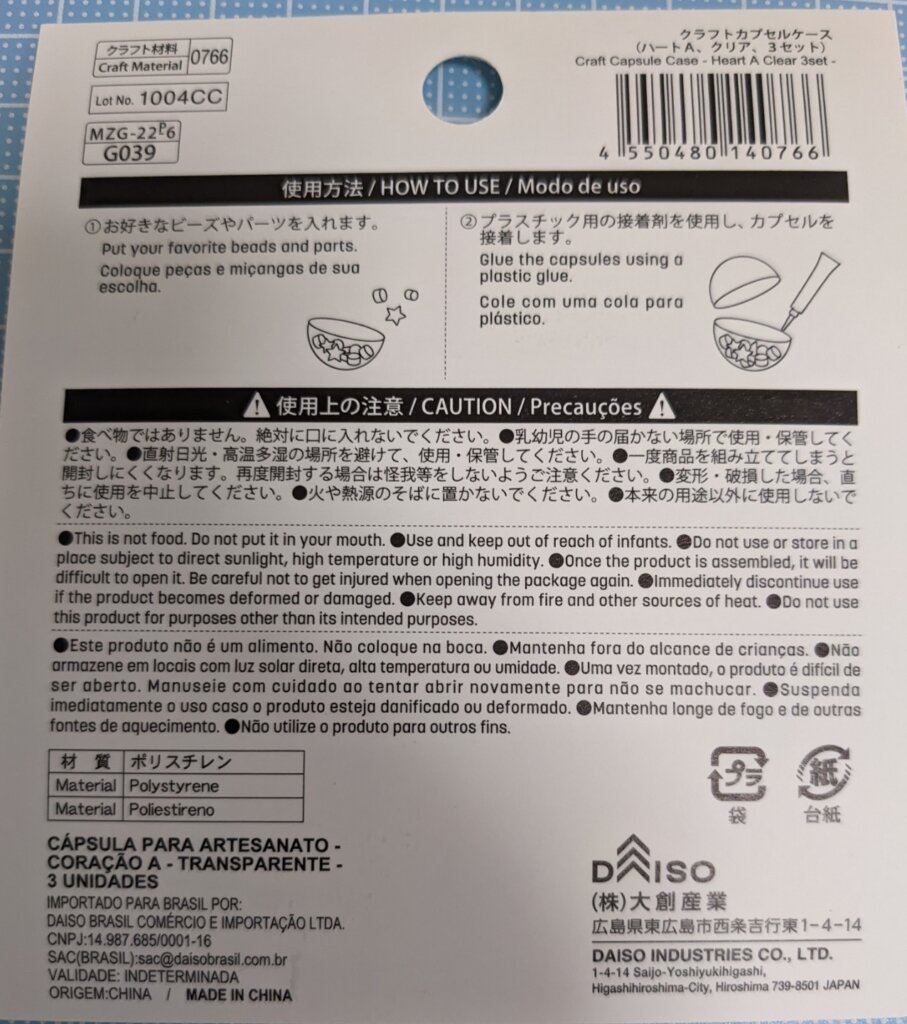 クラフト材料
Craft Material
0766
Lot No. 1004CC
MZG-22P6
G039
クラフトカプセルケース
(ハートA、クリア、3セット)
Craft Capsule Case - Heart A Clear 3set -
4 550480 140766
使用方法 / HOW TO USE / Modo de uso
①お好きなビーズやパーツを入れます。
Put your favorite beads and parts.
Coloque peças e miçangas de sua
escolha.
②プラスチック用の接着剤を使用し、カプセルを
接着します。
Glue the capsules using a
plastic glue.
Cole com uma cola para
plástico.
使用上の注意 / CAUTION / Precauções
●食べ物ではありません。絶対に口に入れないでください。●乳幼児の手の届かない場所で使用・保管してく
ださい。●直射日光・高温多湿の場所を避けて、使用・保管してください。●一度商品を組み立ててしまうと
開封しにくくなります。再度開封する場合は怪我等をしないようご注意ください。●変形・破損した場合、直
ちに使用を中止してください。●火や熱源のそばに置かないでください。●本来の用途以外に使用しないで
ください。
●This is not food. Do not put it in your mouth. ●Use and keep out of reach of infants. ●Do not use or store in a
place subject to direct sunlight, high temperature or high humidity. ●Once the product is assembled, it will be
difficult to open it. Be careful not to get injured when opening the package again. ●Immediately discontinue use
if the product becomes deformed or damaged. ●Keep away from fire and other sources of heat. ●Do not use
this product for purposes other than its intended purposes.
●Este produto não é um alimento. Não coloque na boca. ●Mantenha fora do alcance de crianças. ●Não
armazene em locais com luz solar direta, alta temperatura ou umidade. ●Uma vez montado, o produto é difícil de
ser aberto. Manuseie com cuidado ao tentar abrir novamente para não se machucar. ●Suspenda
imediatamente o uso caso o produto esteja danificado ou deformado. ●Mantenha longe de fogo e de outras
fontes de aquecimento. ●Não utilize o produto para outros fins.
材 質 ポリスチレン
Material Polystyrene
Material Poliestireno
プラ
袋
紙
台紙
CÁPSULA PARA ARTESANATO -
CORAÇÃO A - TRANSPARENTE -
3 UNIDADES
IMPORTADO PARA BRASIL POR:
DAISO BRASIL COMÉRCIO E IMPORTAÇÃO LTDA.
CNPJ:14.987.685/0001-16
SAC(BRASIL):sac@daisobrasil.com.br
VALIDADE: INDETERMINADA
ORIGEM:CHINA / MADE IN CHINA
DAISO
(株)大創産業
広島県東広島市西条吉行東1-4-14
DAISO INDUSTRIES CO., LTD.
1-4-14 Saijo-Yoshiyukihigashi,
Higashihiroshima-City, Hiroshima 739-8501 JAPAN